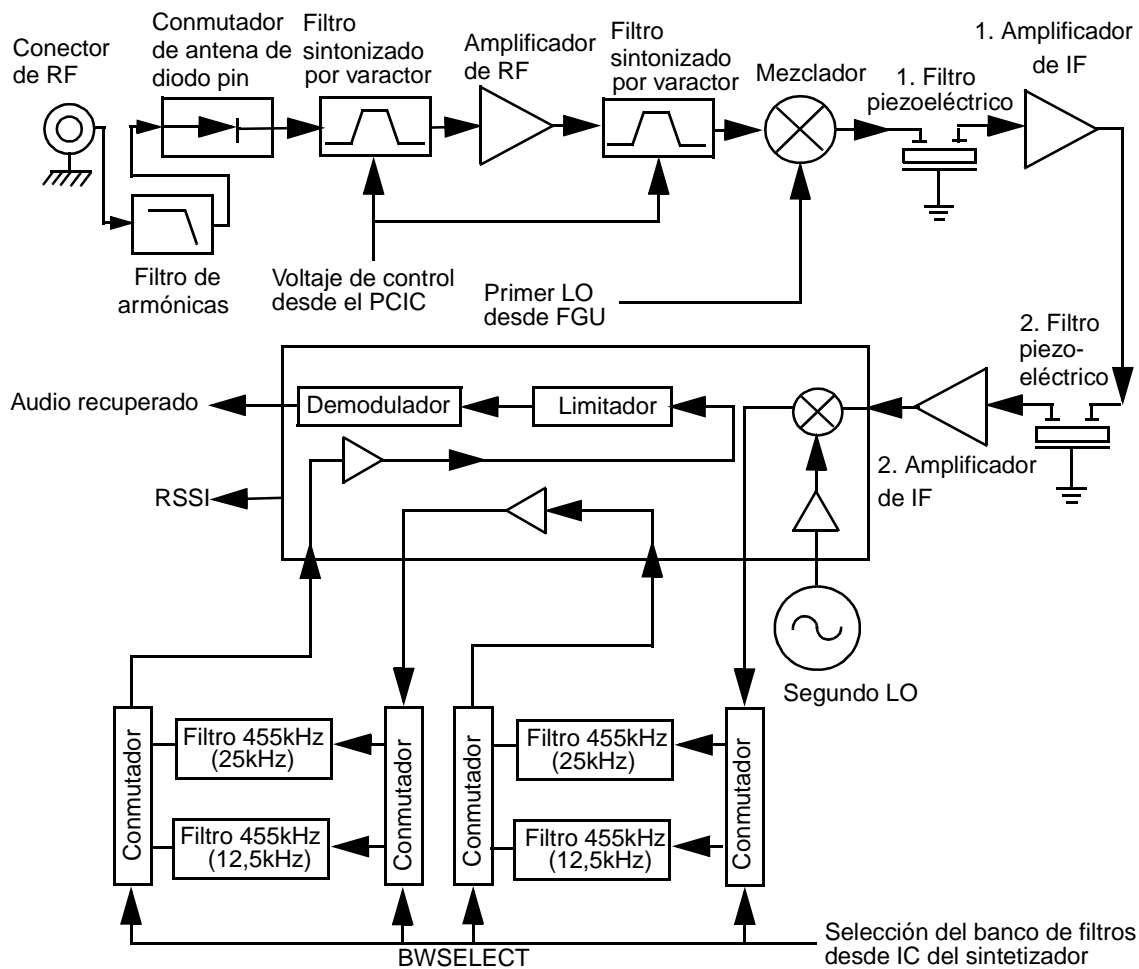 Conector
de RF
Conmutador
de antena de
diodo pin
Filtro
sintonizado
por varactor
Amplificador
de RF
Filtro
sintonizado
por varactor
Mezclador
1. Filtro
piezoeléctrico
1. Amplificador
de IF
Filtro de
armónicas
Voltaje de control
desde el PCIC
Primer LO
desde FGU
2. Filtro
piezo-
eléctrico
Audio recuperado
Demodulador
Limitador
2. Amplificador
de IF
RSSI
Segundo LO
Conmutador
Filtro 455kHz
(25kHz)
Filtro 455kHz
(12,5kHz)
Conmutador
Conmutador
Filtro 455kHz
(25kHz)
Filtro 455kHz
(12,5kHz)
Conmutador
BWSELECT
Selección del banco de filtros
desde IC del sintetizador